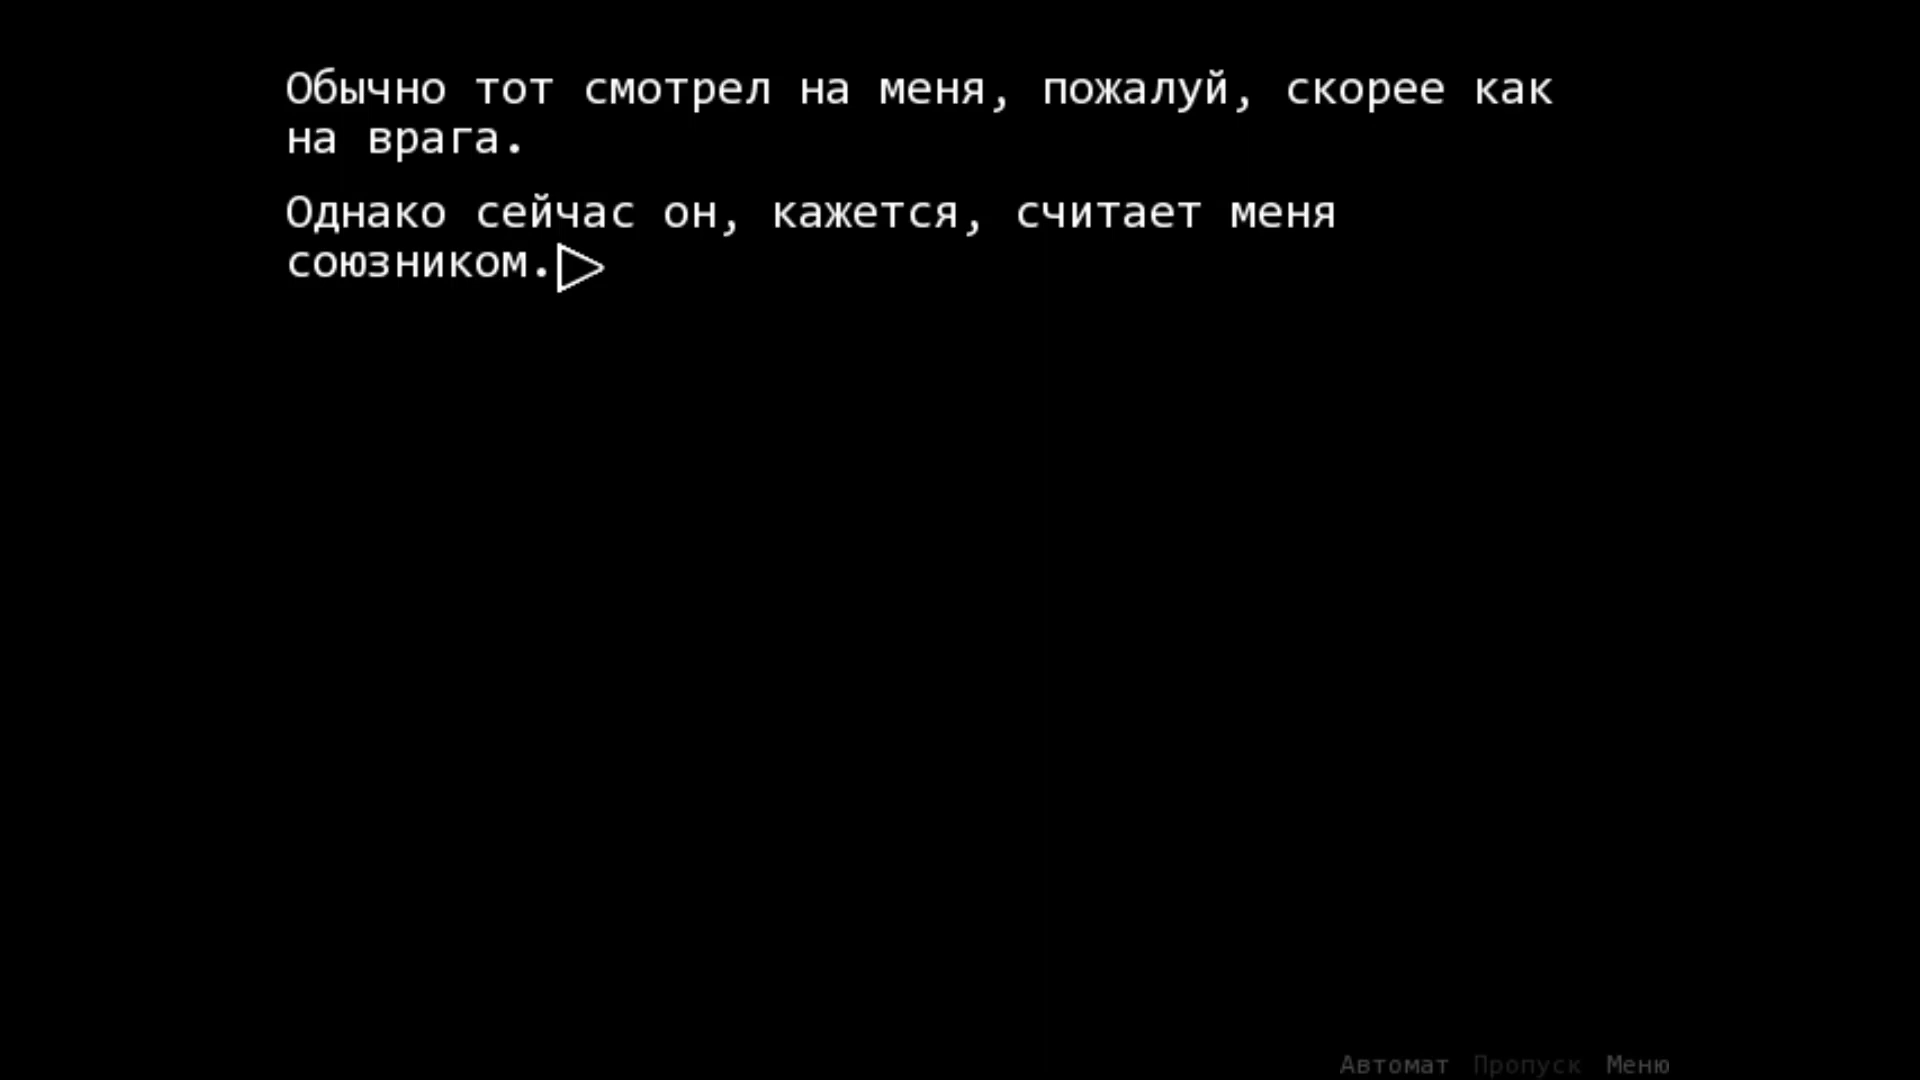 Обычно тот смотрел на меня, пожалуй, скорее как
на врага.
Однако сейчас он, кажется, считает меня
союзником.
Автомат Пропуск Меню